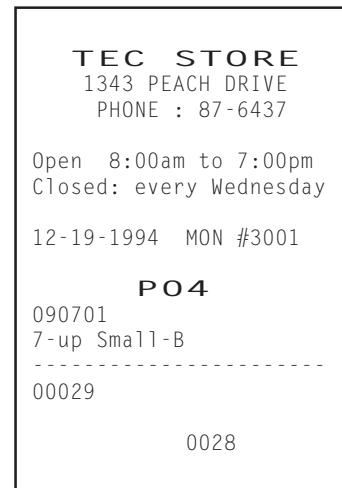 TEC STORE
1343 PEACH DRIVE
PHONE : 87-6437
Open 8:00am to 7:00pm
Closed: every Wednesday
12-19-1994 MON #3001
PO4
090701
7-up Small-B
-----------------------
00029
0028